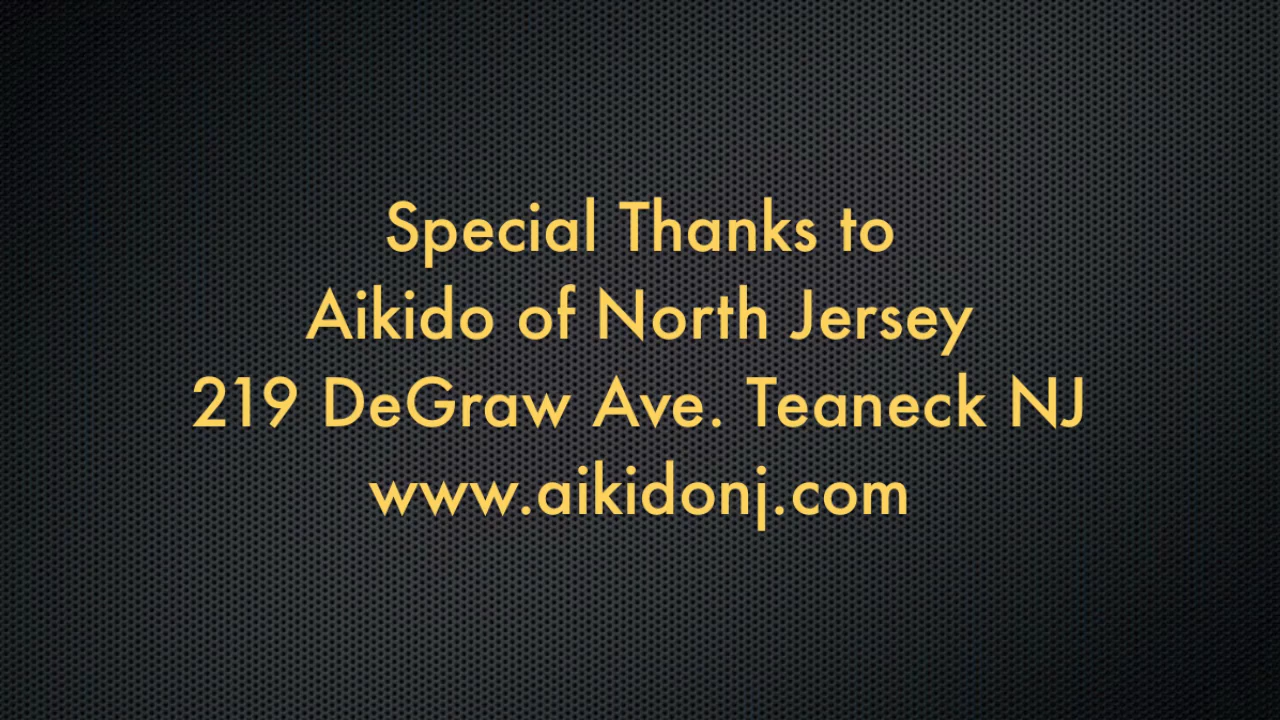 Special Thanks to
Aikido of North Jersey
219 DeGraw Ave. Teaneck NJ
www.aikidonj.com